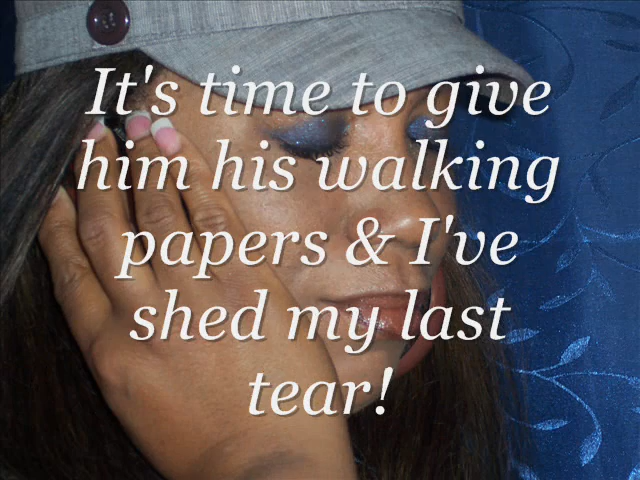 It's time to give
him his walking
papers & I've
shed my last
tear!